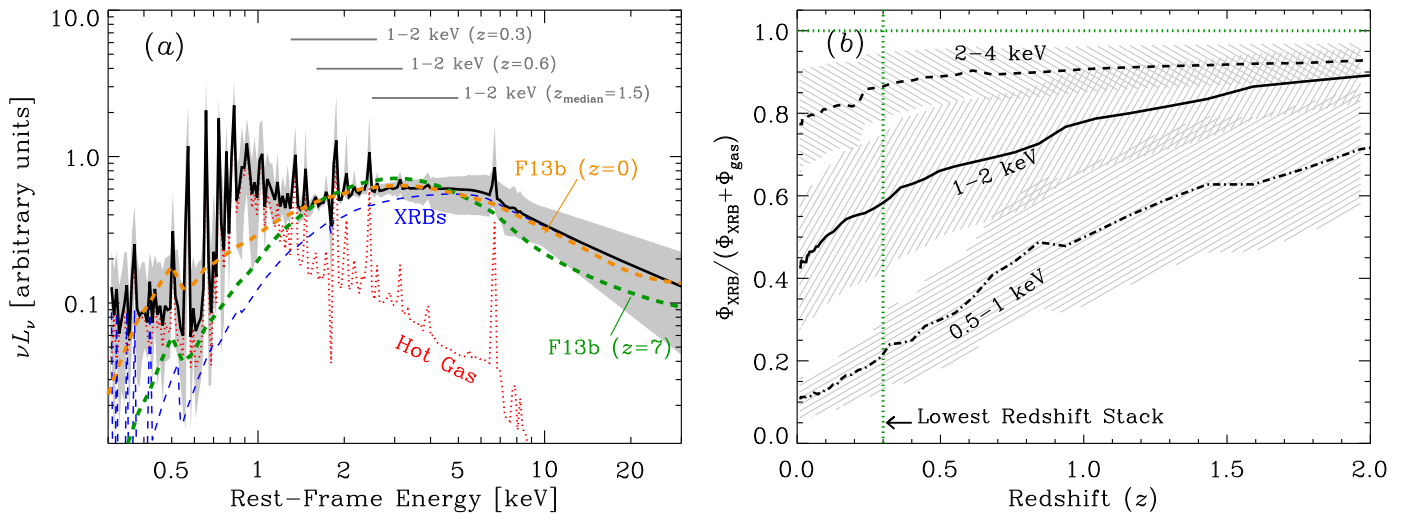 (a)
1−2 keV (z=0.3)
1−2 keV (z=0.6)
1−2 keV (z_median=1.5)
F13b (z=0)
XRBs
Hot Gas
F13b (z=7)
νL_ν [arbitrary units]
10.0
1.0
0.1
0.5 1 2 5 10 20
Rest−Frame Energy [keV]
(b)
2−4 keV
1−2 keV
0.5−1 keV
Lowest Redshift Stack
Φ_XRB/(Φ_XRB+Φ_gas)
1.0
0.8
0.6
0.4
0.2
0.0
0.0 0.5 1.0 1.5 2.0
Redshift (z)